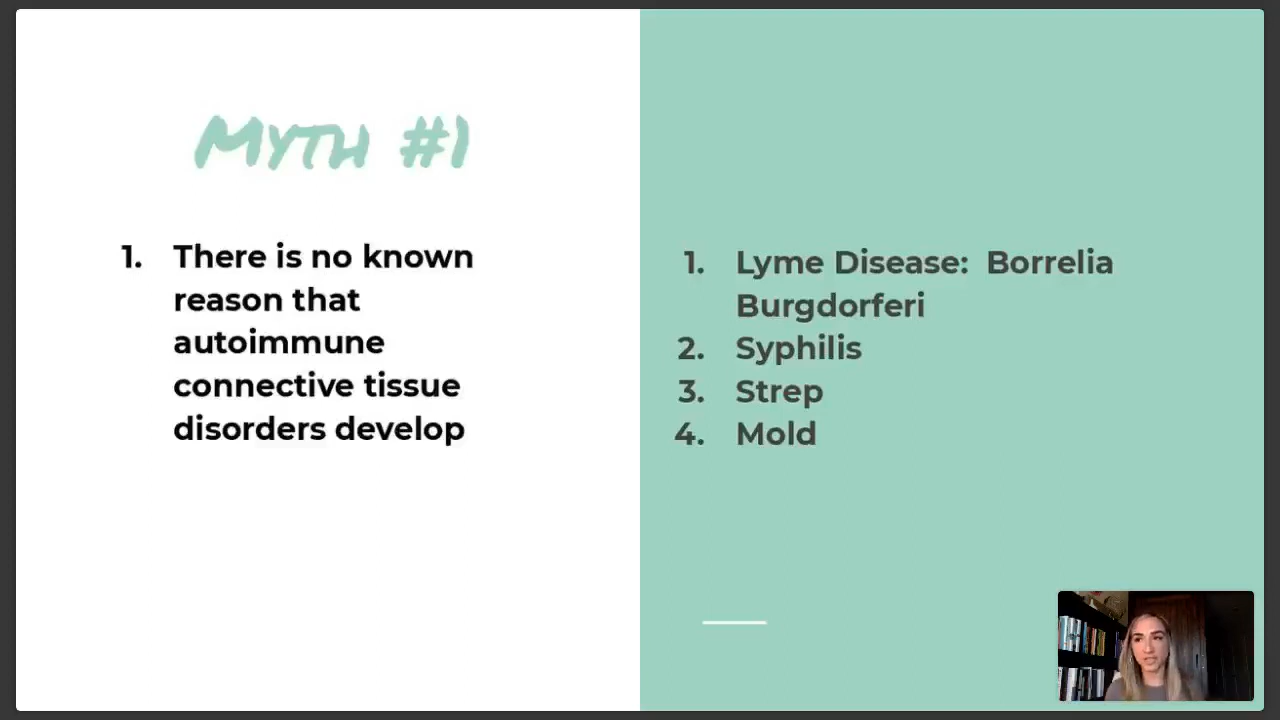 Myth #1
1. There is no known
reason that
autoimmune
connective tissue
disorders develop
1. Lyme Disease: Borrelia
Burgdorferi
2. Syphilis
3. Strep
4. Mold